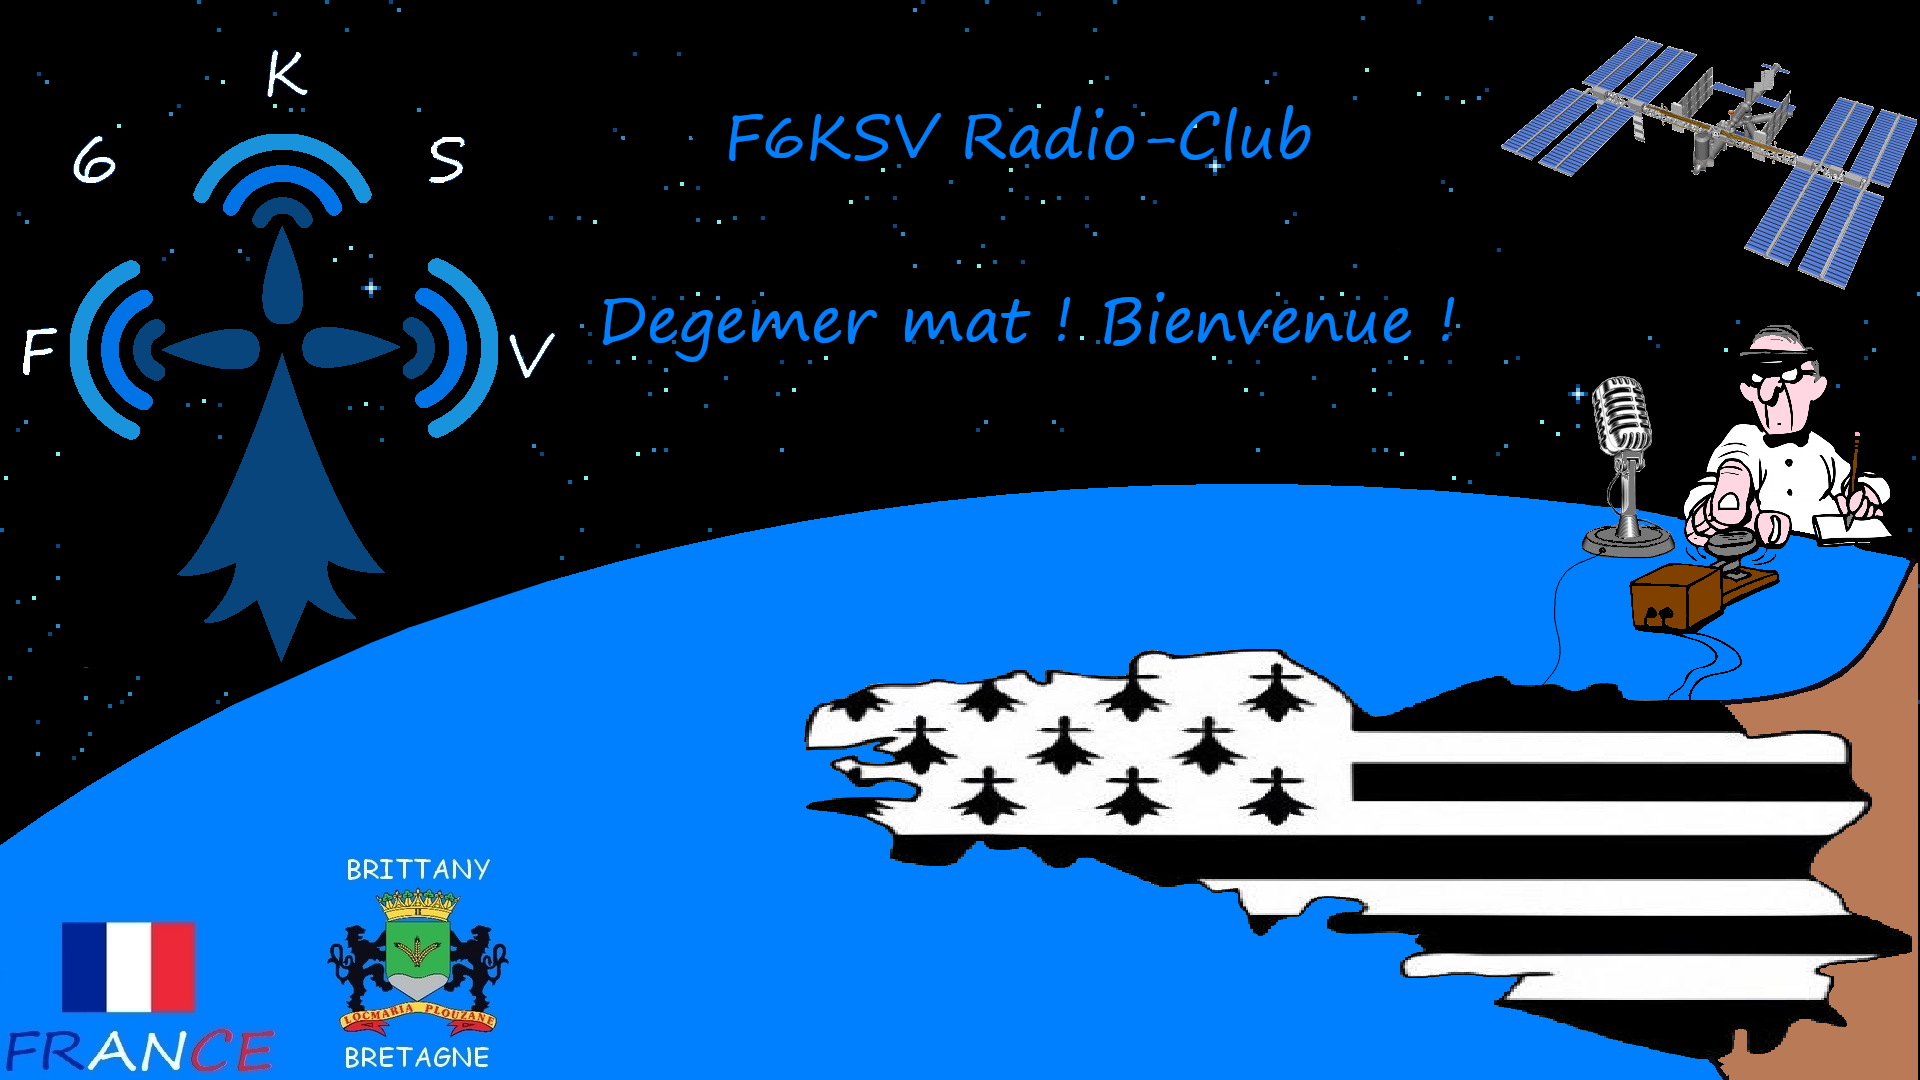 F 6 K S V
F6KSV Radio-Club
Degemer mat ! Bienvenue !
BRITTANY
LOCMARIA PLOUZANE
BRETAGNE
FRANCE